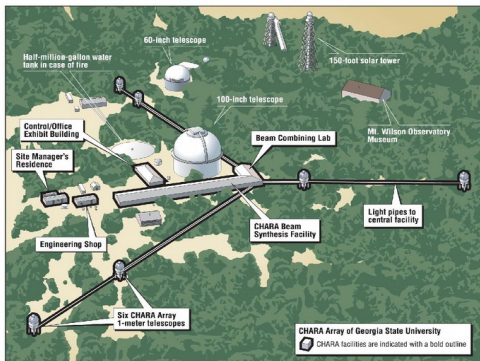 60-inch telescope
150-foot solar tower
Half-million-gallon water
tank in case of fire
100-inch telescope
Control/Office
Exhibit Building
Beam Combining Lab
Mt. Wilson Observatory
Museum
Site Manager's
Residence
Light pipes to
central facility
CHARA Beam
Synthesis Facility
Engineering Shop
Six CHARA Array
1-meter telescopes
CHARA Array of Georgia State University
CHARA facilities are indicated with a bold outline